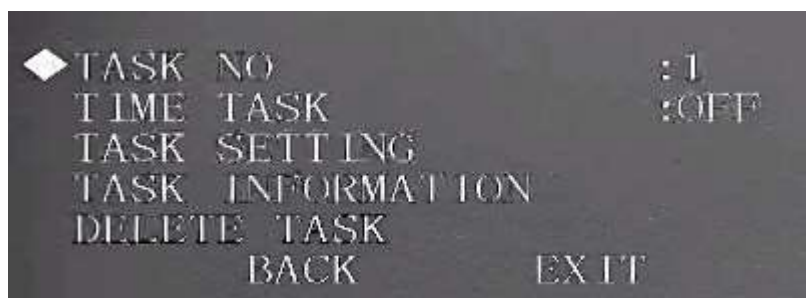 TASK NO :1
TIME TASK :OFF
TASK SETTING
TASK INFORMATION
DELETE TASK
BACK EXIT